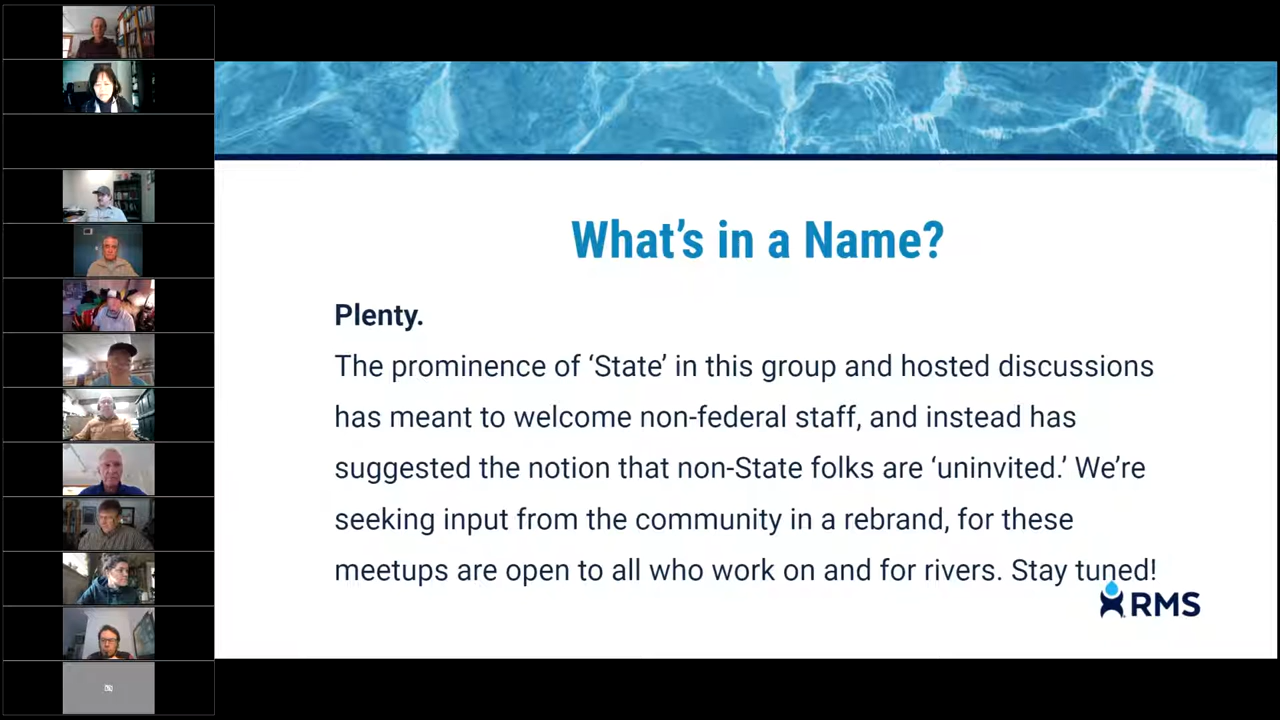 What's in a Name?
Plenty.
The prominence of ‘State’ in this group and hosted discussions
has meant to welcome non-federal staff, and instead has
suggested the notion that non-State folks are ‘uninvited.’ We’re
seeking input from the community in a rebrand, for these
meetups are open to all who work on and for rivers. Stay tuned!
RMS